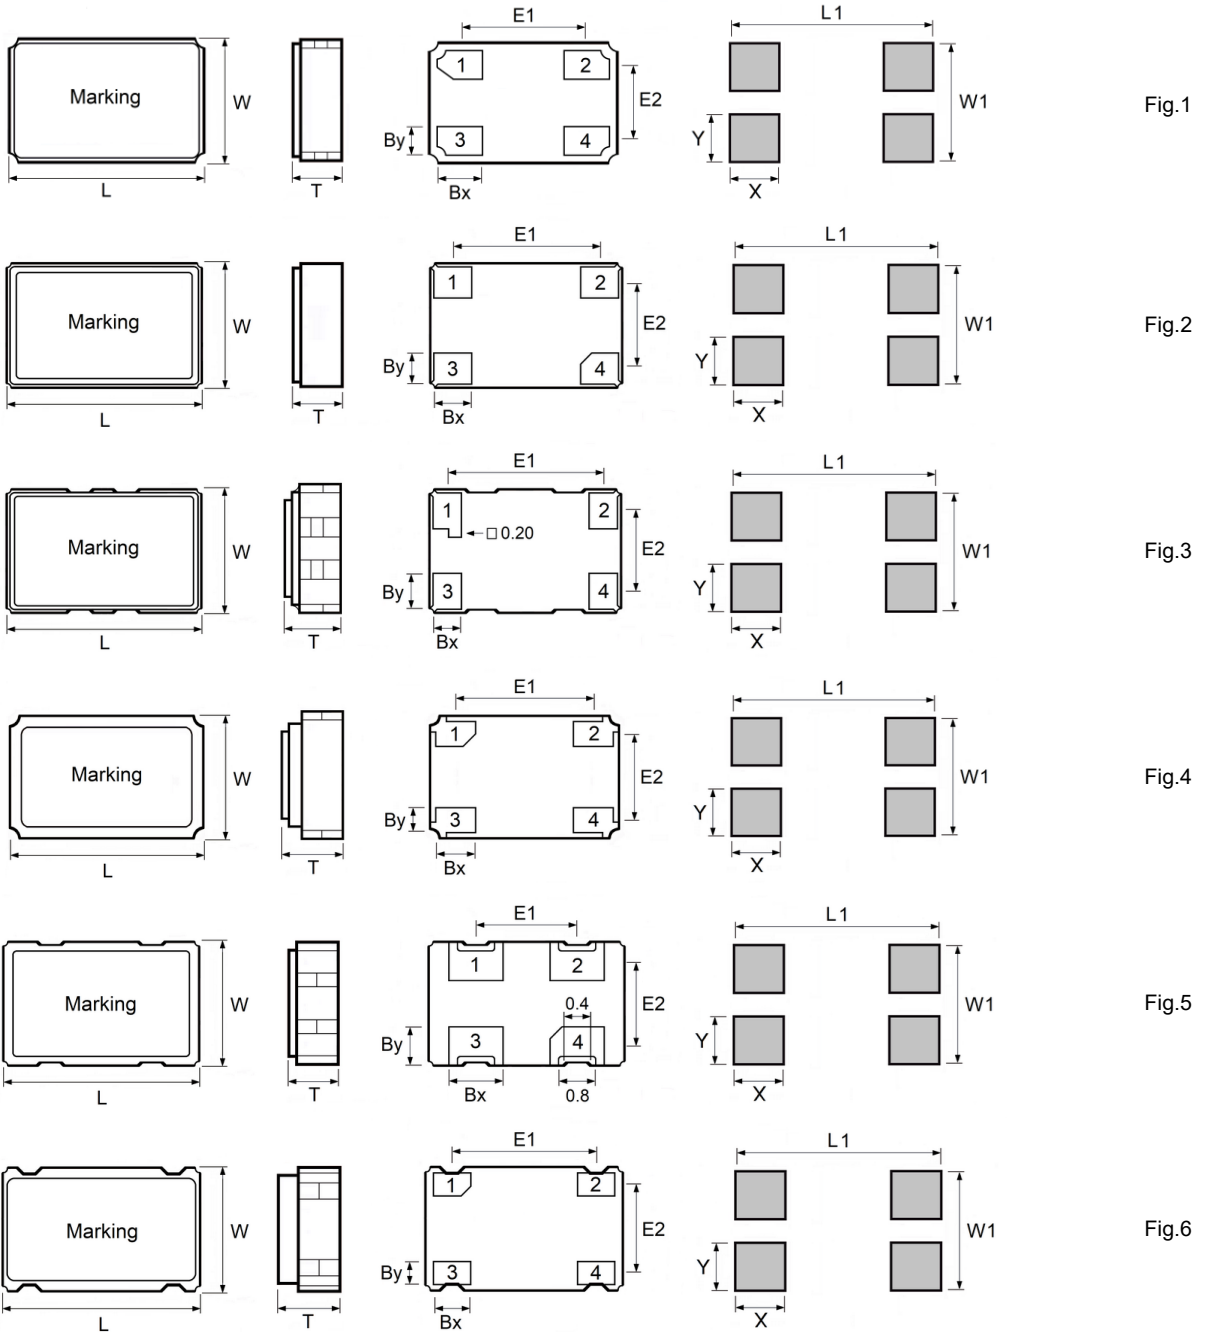 E1 L1
Marking W 1 2 E2 W1 Fig.1
By 3 4 Y
L T Bx X
E1 L1
Marking W 1 2 E2 W1 Fig.2
By 3 4 Y
L T Bx X
E1 L1
Marking W 1 2 □ 0.20 E2 W1 Fig.3
By 3 4 Y
L T Bx X
E1 L1
Marking W 1 2 E2 W1 Fig.4
By 3 4 Y
L T Bx X
E1 L1
Marking W 1 2 0.4 E2 W1 Fig.5
By 3 4 Y
L T Bx 0.8 X
E1 L1
Marking W 1 2 E2 W1 Fig.6
By 3 4 Y
L T Bx X